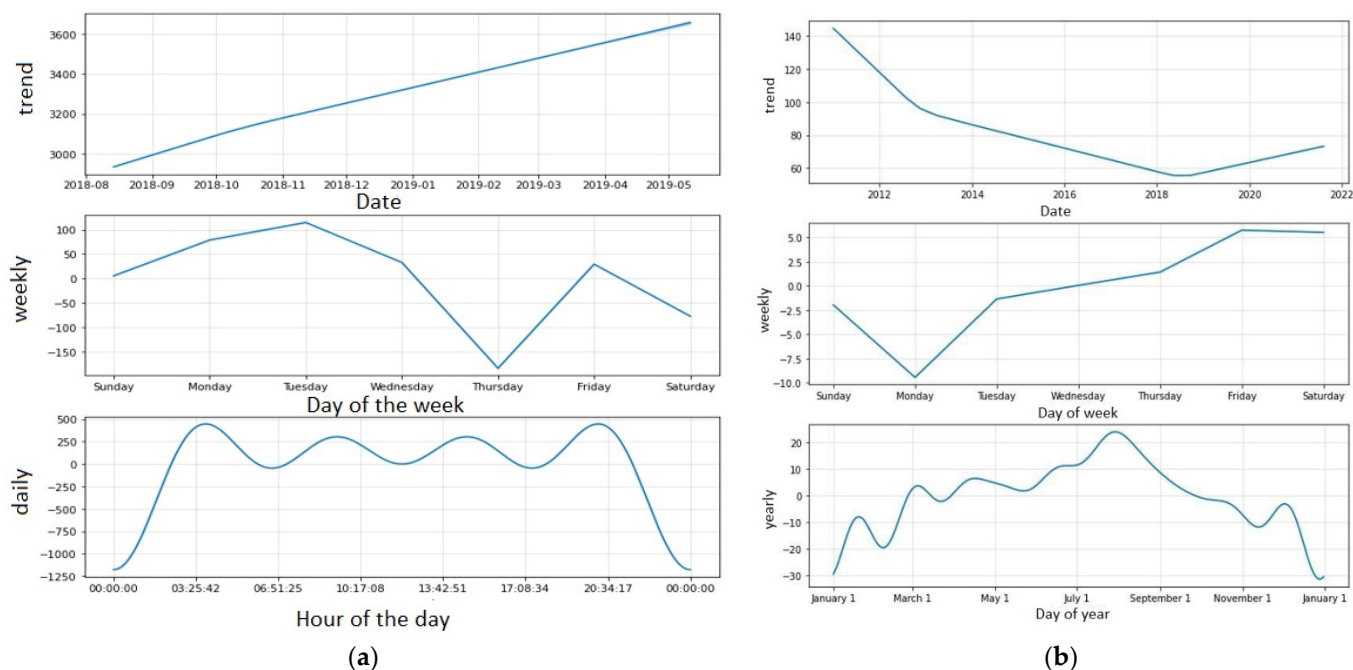 trend
3600
3400
3200
3000
2018-08 2018-09 2018-10 2018-11 2018-12 2019-01 2019-02 2019-03 2019-04 2019-05
Date
weekly
100
50
0
−50
−100
−150
Sunday Monday Tuesday Wednesday Thursday Friday Saturday
Day of the week
daily
500
250
0
−250
−500
−750
−1000
−1250
00:00:00 03:25:42 06:51:25 10:17:08 13:42:51 17:08:34 20:34:17 00:00:00
Hour of the day
(a)
trend
140
120
100
80
60
2012 2014 2016 2018 2020 2022
Date
weekly
5.0
2.5
0.0
−2.5
−5.0
−7.5
−10.0
Sunday Monday Tuesday Wednesday Thursday Friday Saturday
Day of week
yearly
20
10
0
−10
−20
−30
January 1 March 1 May 1 July 1 September 1 November 1 January 1
Day of year
(b)